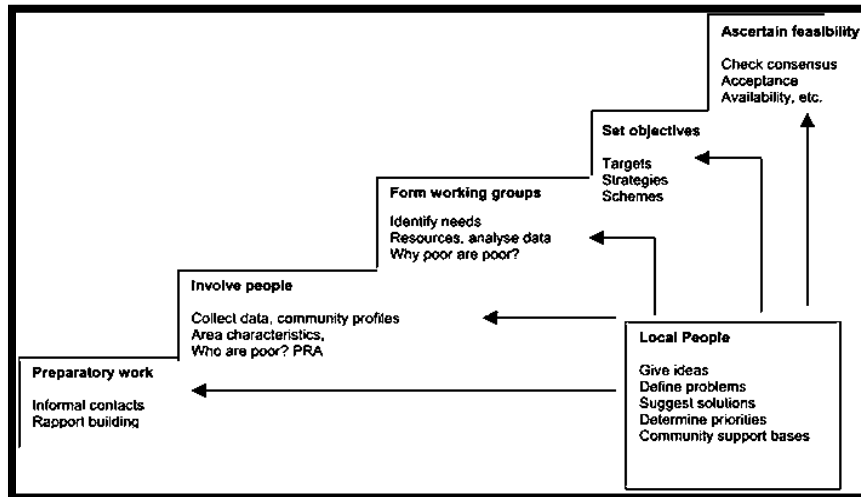 Ascertain feasibility
Check consensus
Acceptance
Availability, etc.
Set objectives
Targets
Strategies
Schemes
Form working groups
Identify needs
Resources, analyse data
Why poor are poor?
Involve people
Collect data, community profiles
Area characteristics,
Who are poor? PRA
Preparatory work
Informal contacts
Rapport building
Local People
Give ideas
Define problems
Suggest solutions
Determine priorities
Community support bases